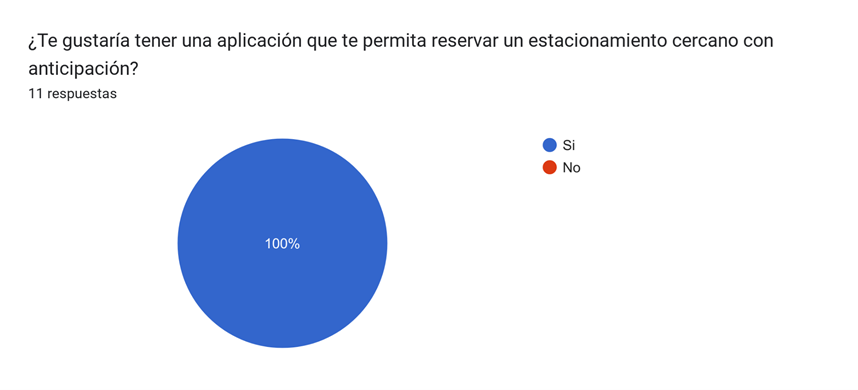 ¿Te gustaría tener una aplicación que te permita reservar un estacionamiento cercano con
anticipación?
11 respuestas
Si
No
100%